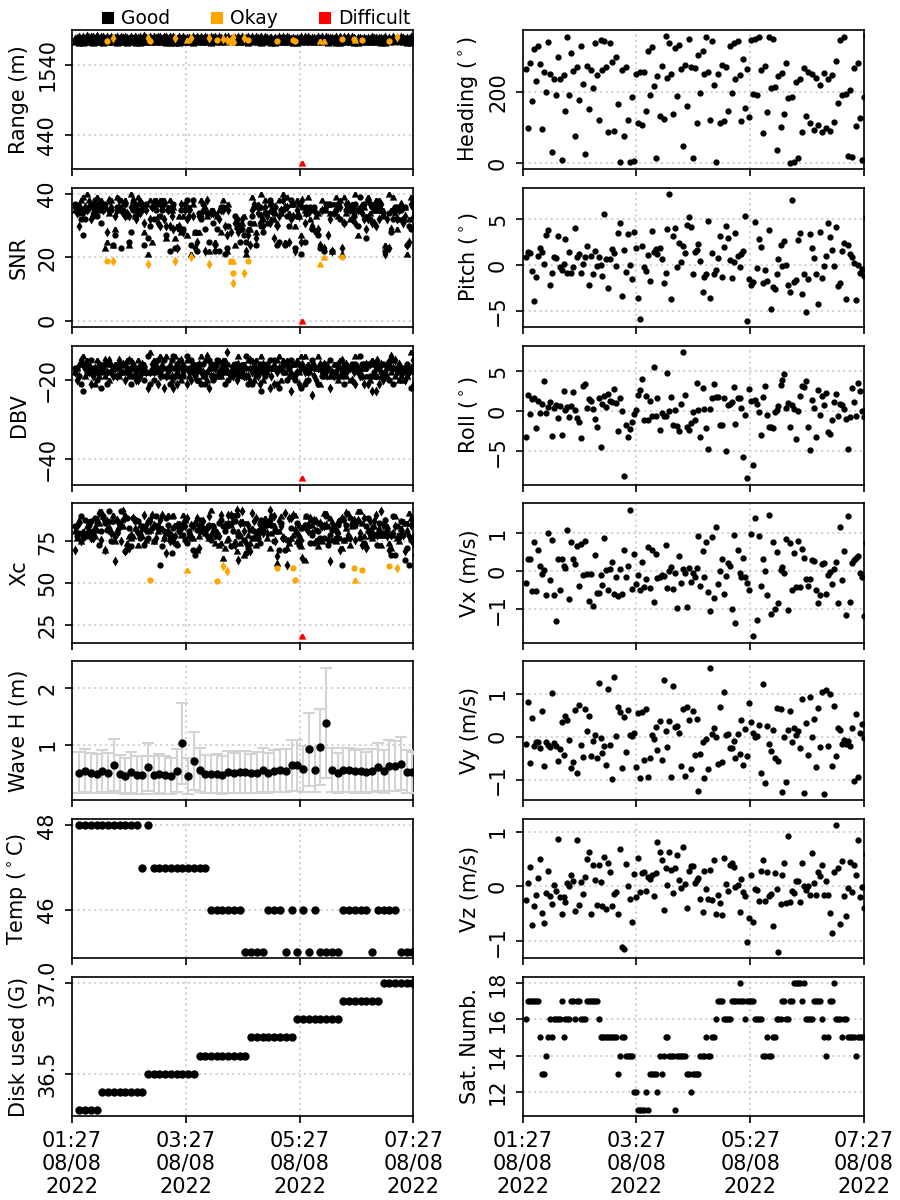 Good Okay Difficult
Range (m)
1540
440
Heading (°)
200
0
SNR
40
20
0
Pitch (°)
5
0
−5
DBV
−20
−40
Roll (°)
5
0
−5
Xc
75
50
25
Vx (m/s)
1
0
−1
Wave H (m)
2
1
Vy (m/s)
1
0
−1
Temp (°C)
48
46
Vz (m/s)
1
0
−1
Disk used (G)
37.0
36.5
Sat. Numb.
18
16
14
12
01:27 03:27 05:27 07:27 01:27 03:27 05:27 07:27
08/08 08/08 08/08 08/08 08/08 08/08 08/08 08/08
2022 2022 2022 2022 2022 2022 2022 2022